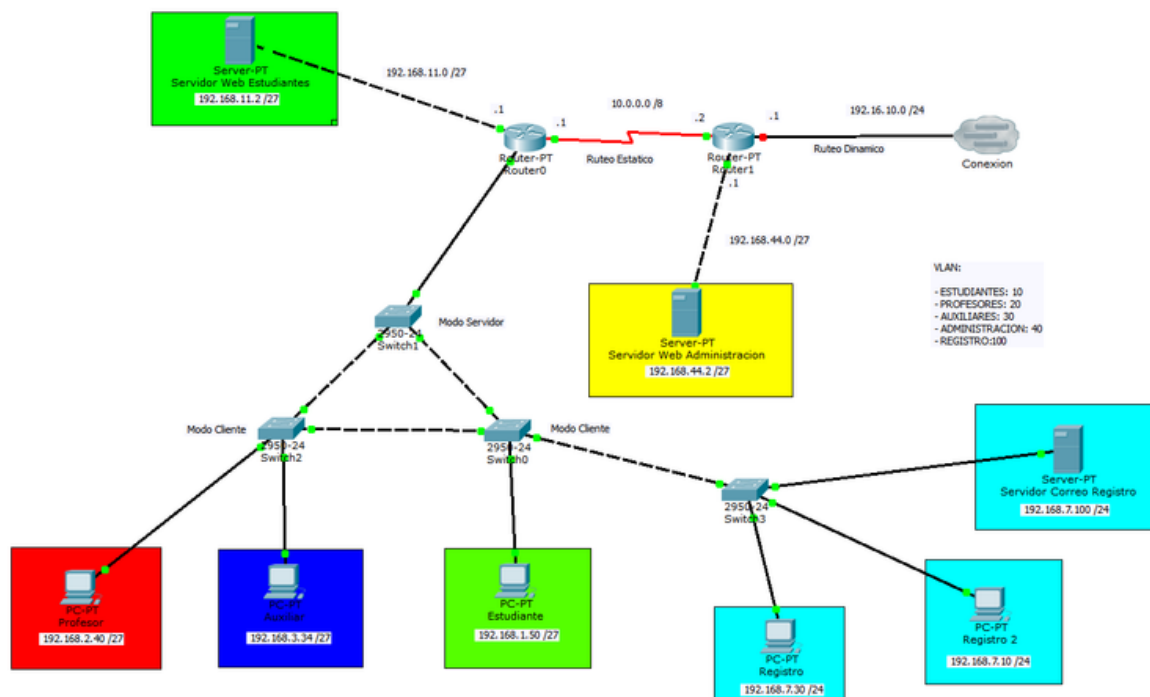 Server-PT
Servidor Web Estudiantes
192.168.11.2 /27
192.168.11.0 /27
.1
.1
Router-PT
Router0
10.0.0.0 /8
Ruteo Estatico
.2
.1
Router-PT
Router1
.1
192.16.10.0 /24
Ruteo Dinamico
Conexion
192.168.44.0 /27
VLAN:
- ESTUDIANTES: 10
- PROFESORES: 20
- AUXILIARES: 30
- ADMINISTRACION: 40
- REGISTRO:100
Server-PT
Servidor Web Administracion
192.168.44.2 /27
2950-24
Switch1
Modo Servidor
Modo Cliente
2950-24
Switch2
2950-24
Switch0
Modo Cliente
2950-24
Switch3
Server-PT
Servidor Correo Registro
192.168.7.100 /24
PC-PT
Profesor
192.168.2.40 /27
PC-PT
Auxiliar
192.168.3.34 /27
PC-PT
Estudiante
192.168.1.50 /27
PC-PT
Registro
192.168.7.30 /24
PC-PT
Registro 2
192.168.7.10 /24